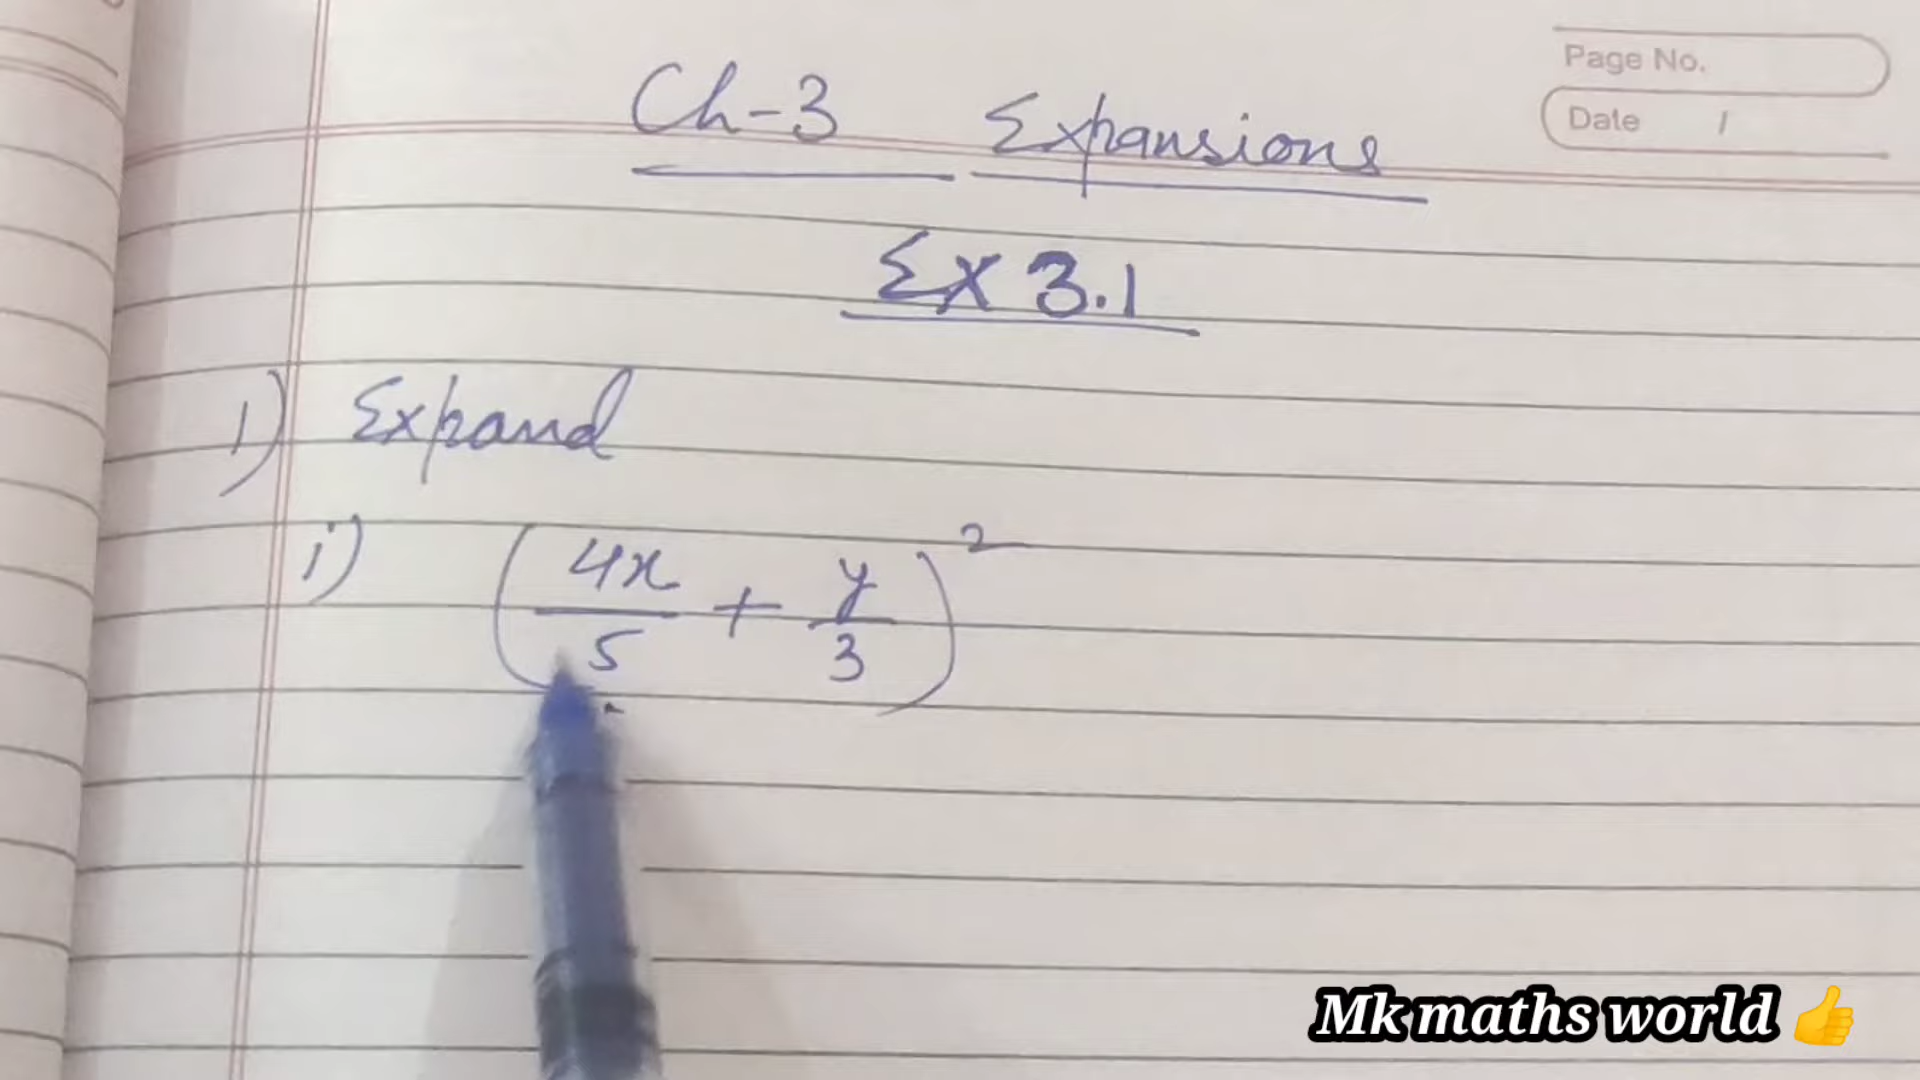 Page No.
Date /
Ch-3 Expansions
Ex 3.1
1) Expand
i) (4x/5 + y/3)²
Mk maths world 👍